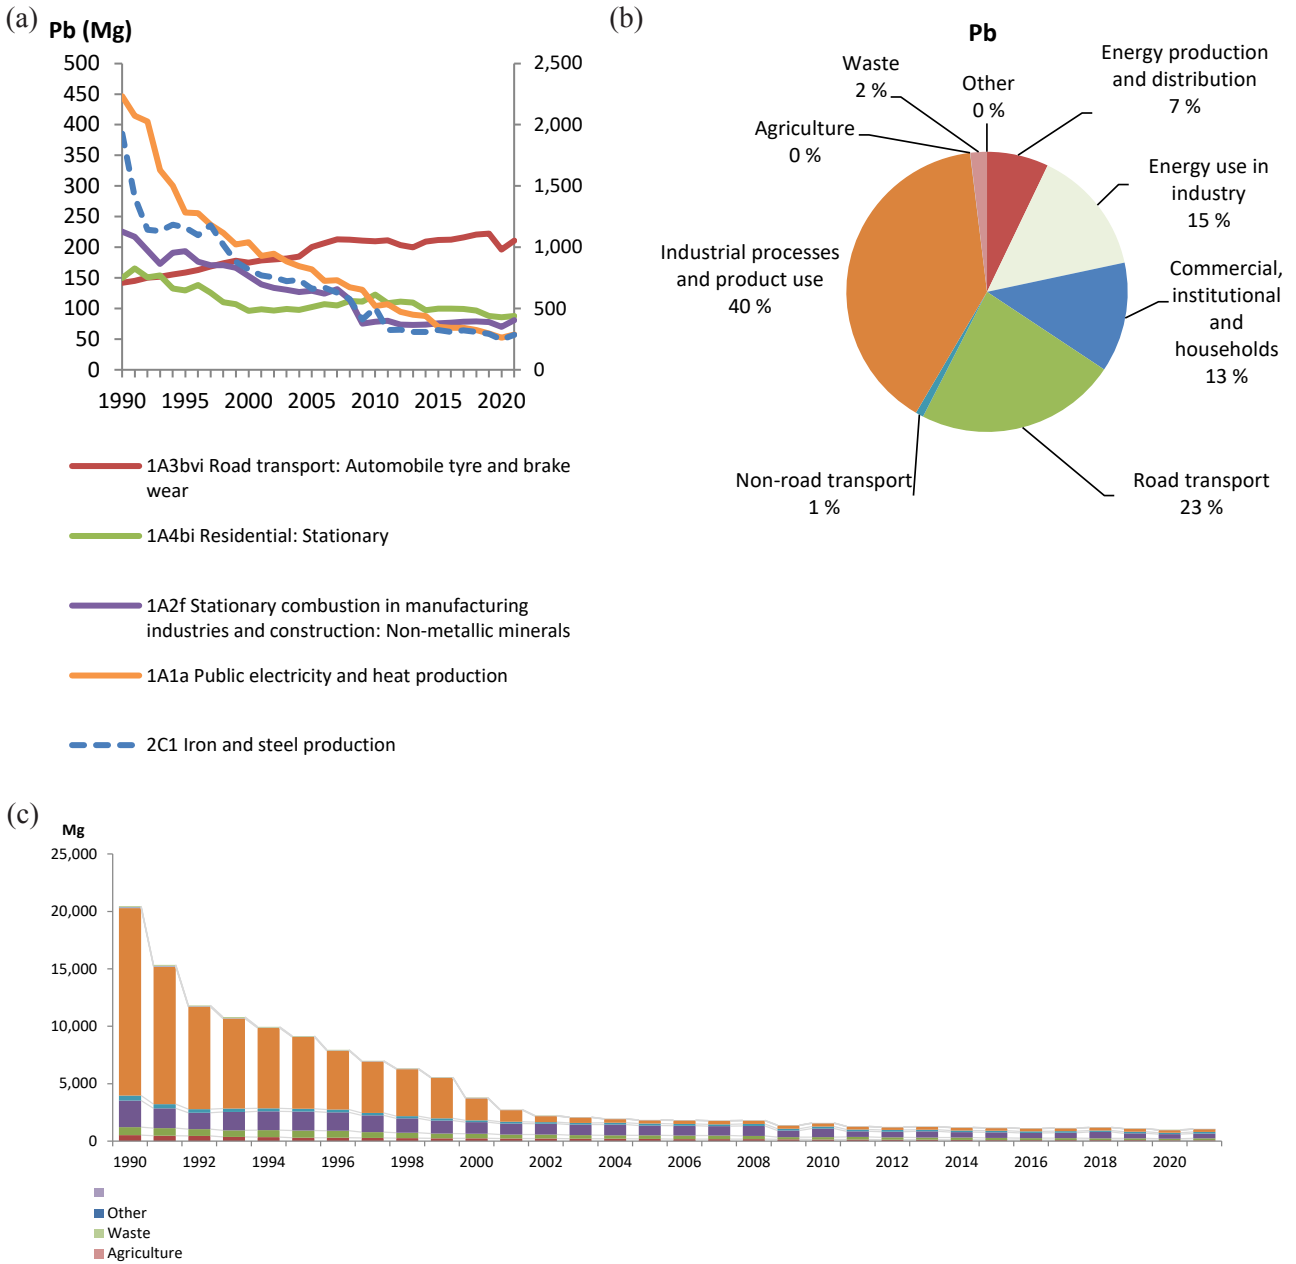 (a)
Pb (Mg)
500
450
400
350
300
250
200
150
100
50
0
2,500
2,000
1,500
1,000
500
0
1990 1995 2000 2005 2010 2015 2020
1A3bvi Road transport: Automobile tyre and brake
wear
1A4bi Residential: Stationary
1A2f Stationary combustion in manufacturing
industries and construction: Non-metallic minerals
1A1a Public electricity and heat production
2C1 Iron and steel production
(b)
Pb
Energy production
and distribution
7 %
Energy use in
industry
15 %
Commercial,
institutional
and
households
13 %
Road transport
23 %
Non-road transport
1 %
Industrial processes
and product use
40 %
Agriculture
0 %
Waste
2 %
Other
0 %
(c)
Mg
25,000
20,000
15,000
10,000
5,000
0
1990 1992 1994 1996 1998 2000 2002 2004 2006 2008 2010 2012 2014 2016 2018 2020
Other
Waste
Agriculture